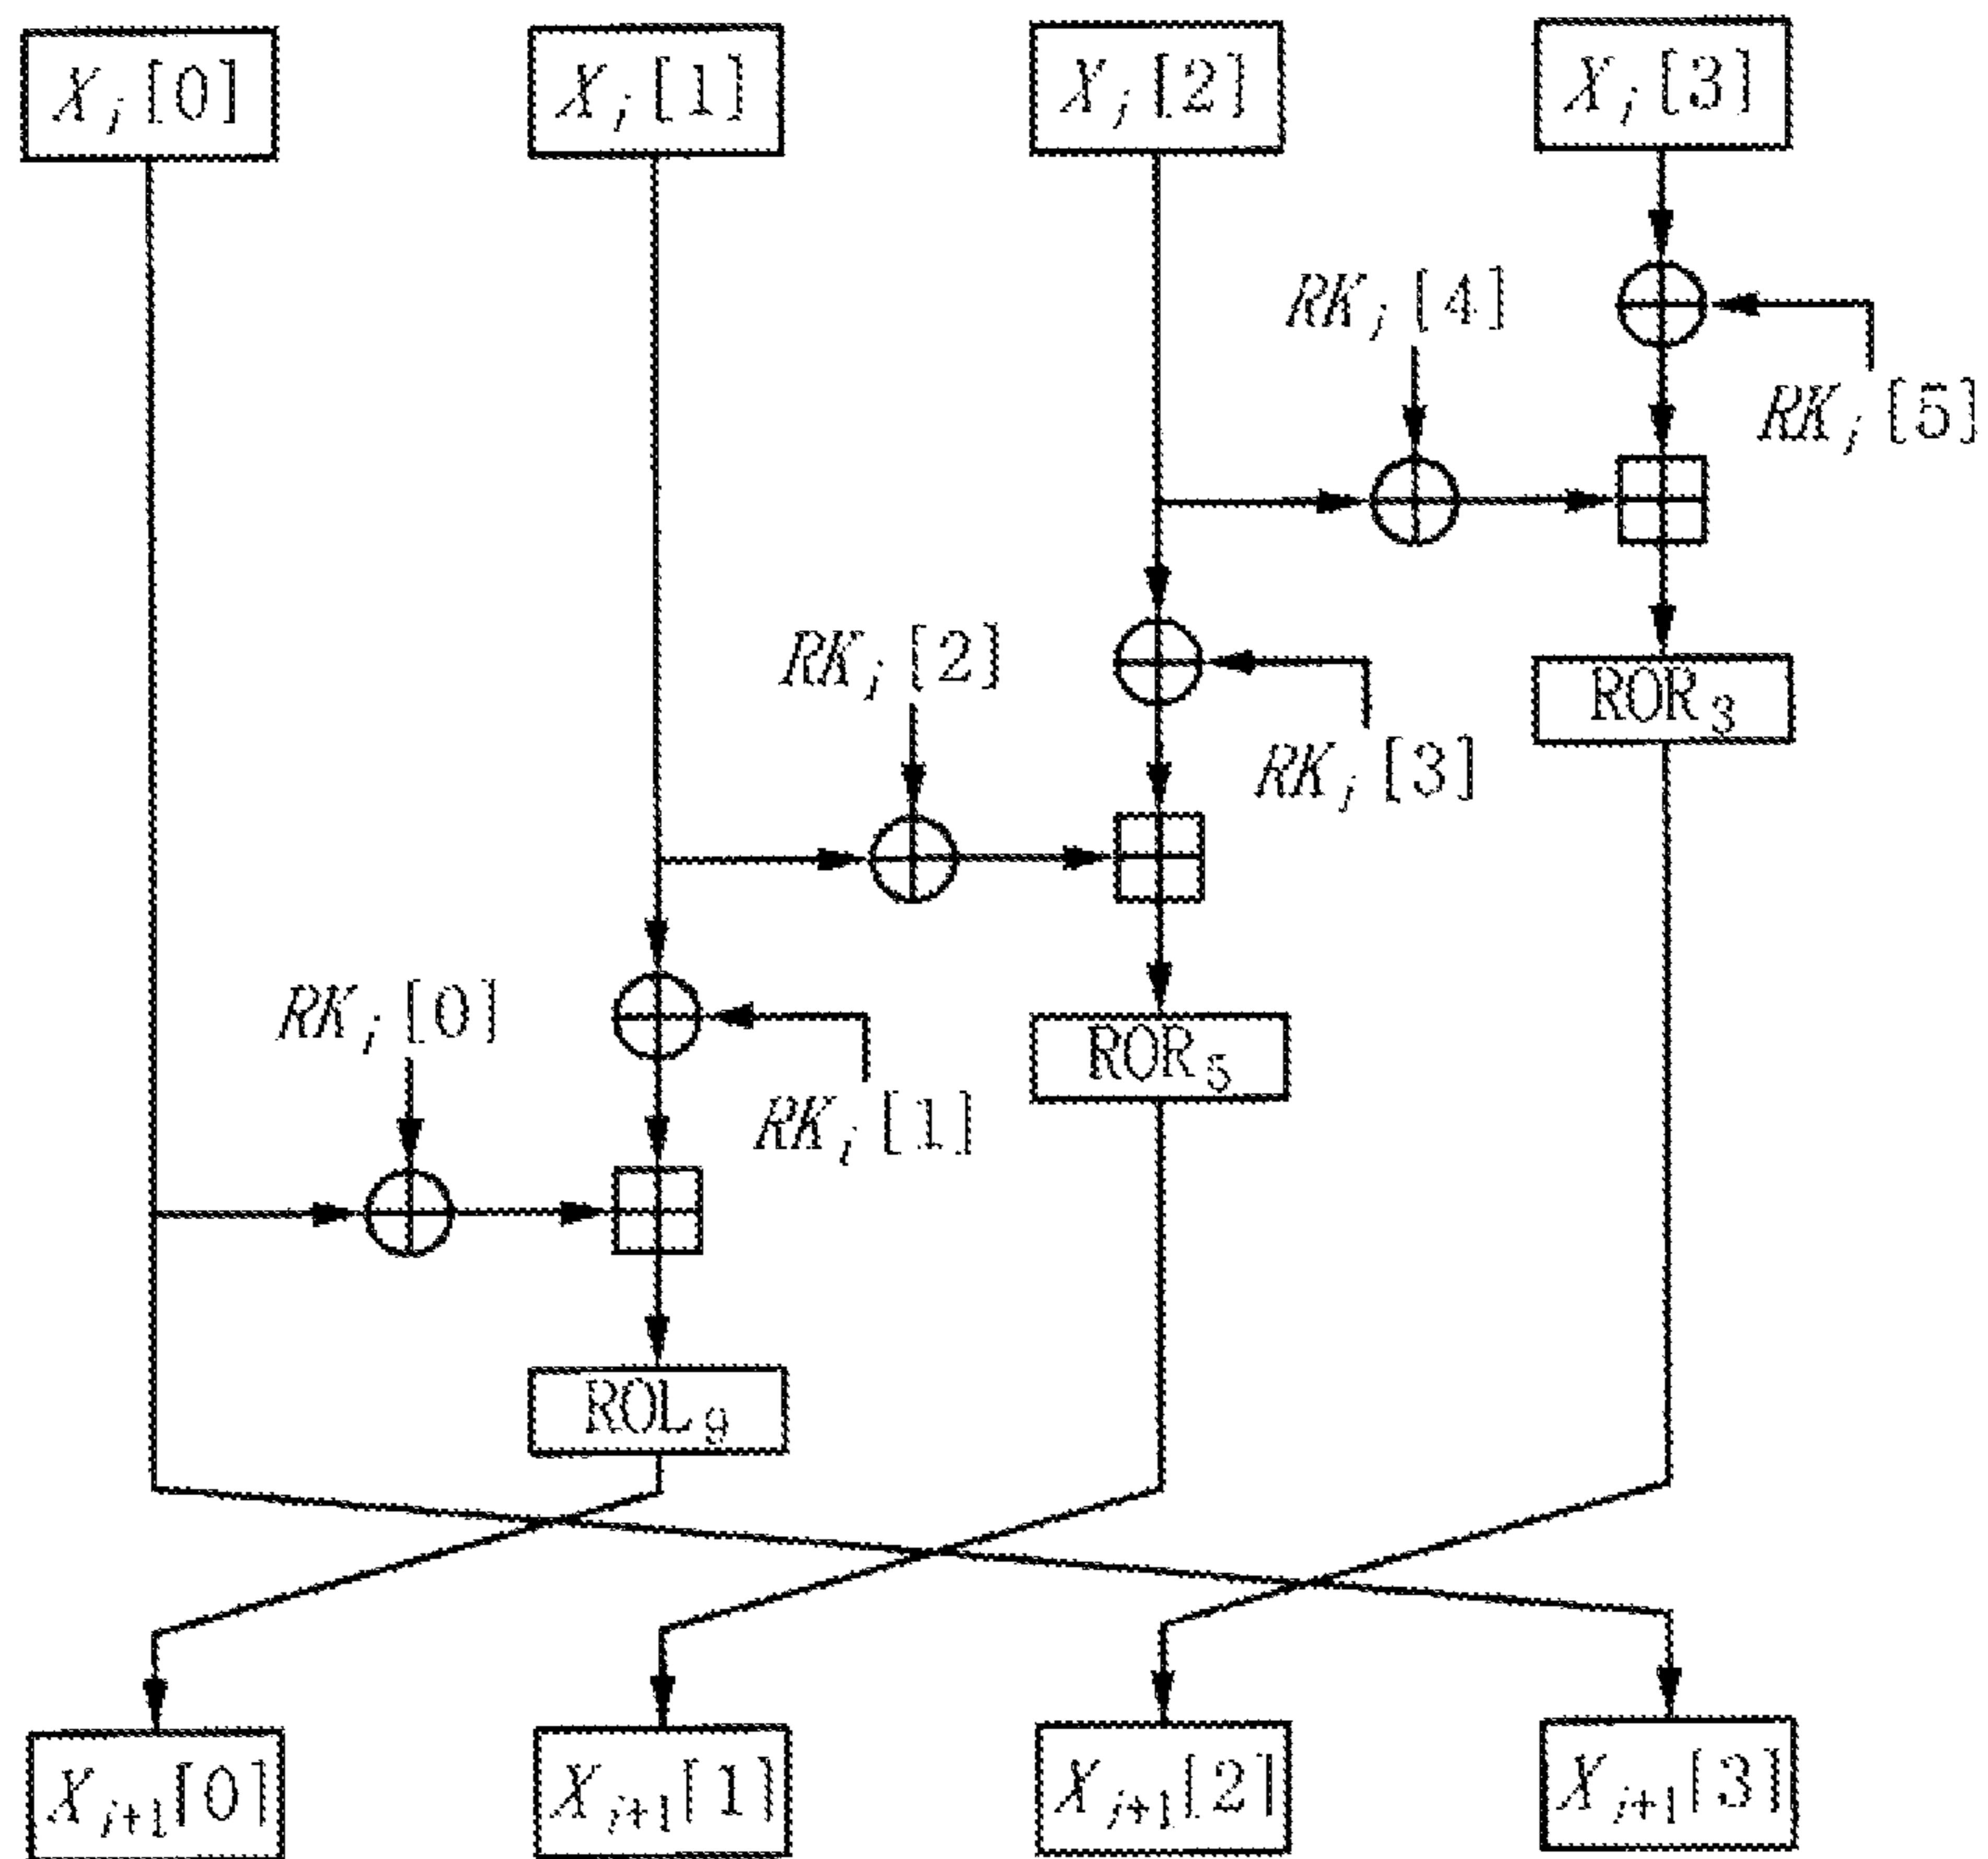 X_i[0] X_i[1] X_i[2] X_i[3]
RK_i[4]
RK_i[5]
RK_i[2]
ROR_3
RK_i[3]
RK_i[0]
ROR_5
RK_i[1]
ROL_9
X_{i+1}[0] X_{i+1}[1] X_{i+1}[2] X_{i+1}[3]